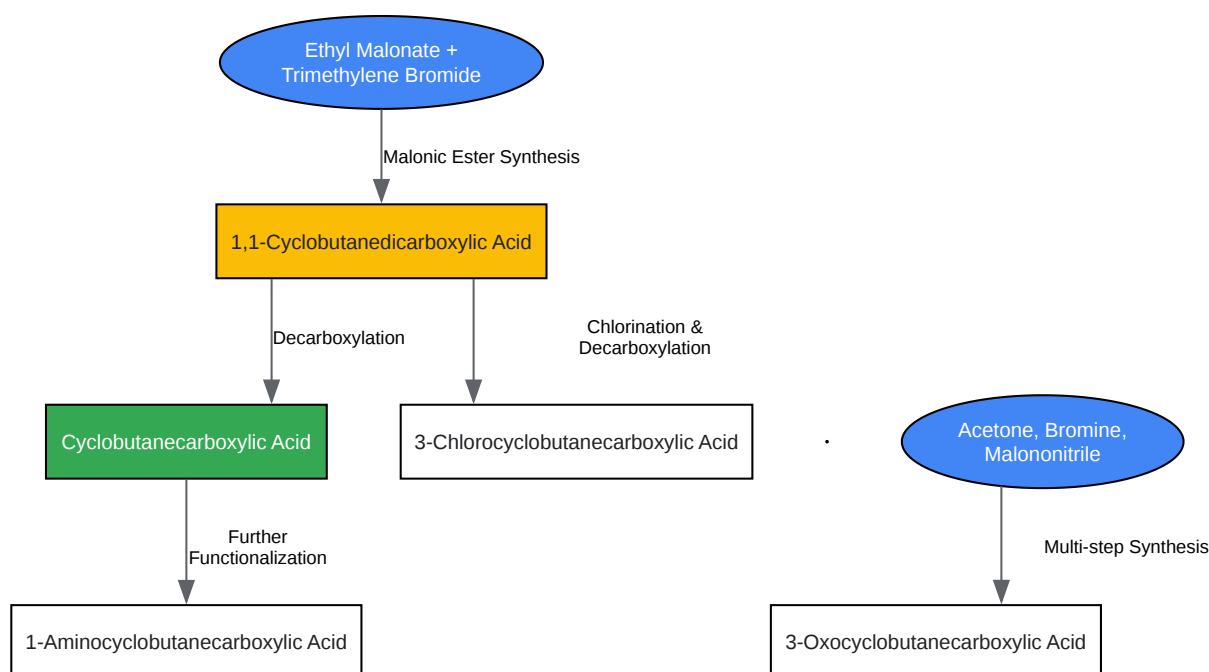 Ethyl Malonate +
Trimethylene Bromide
Malonic Ester Synthesis
1,1-Cyclobutanedicarboxylic Acid
Decarboxylation
Chlorination &
Decarboxylation
Cyclobutanecarboxylic Acid
3-Chlorocyclobutanecarboxylic Acid
Acetone, Bromine,
Malononitrile
Further
Functionalization
Multi-step Synthesis
1-Aminocyclobutanecarboxylic Acid
3-Oxocyclobutanecarboxylic Acid